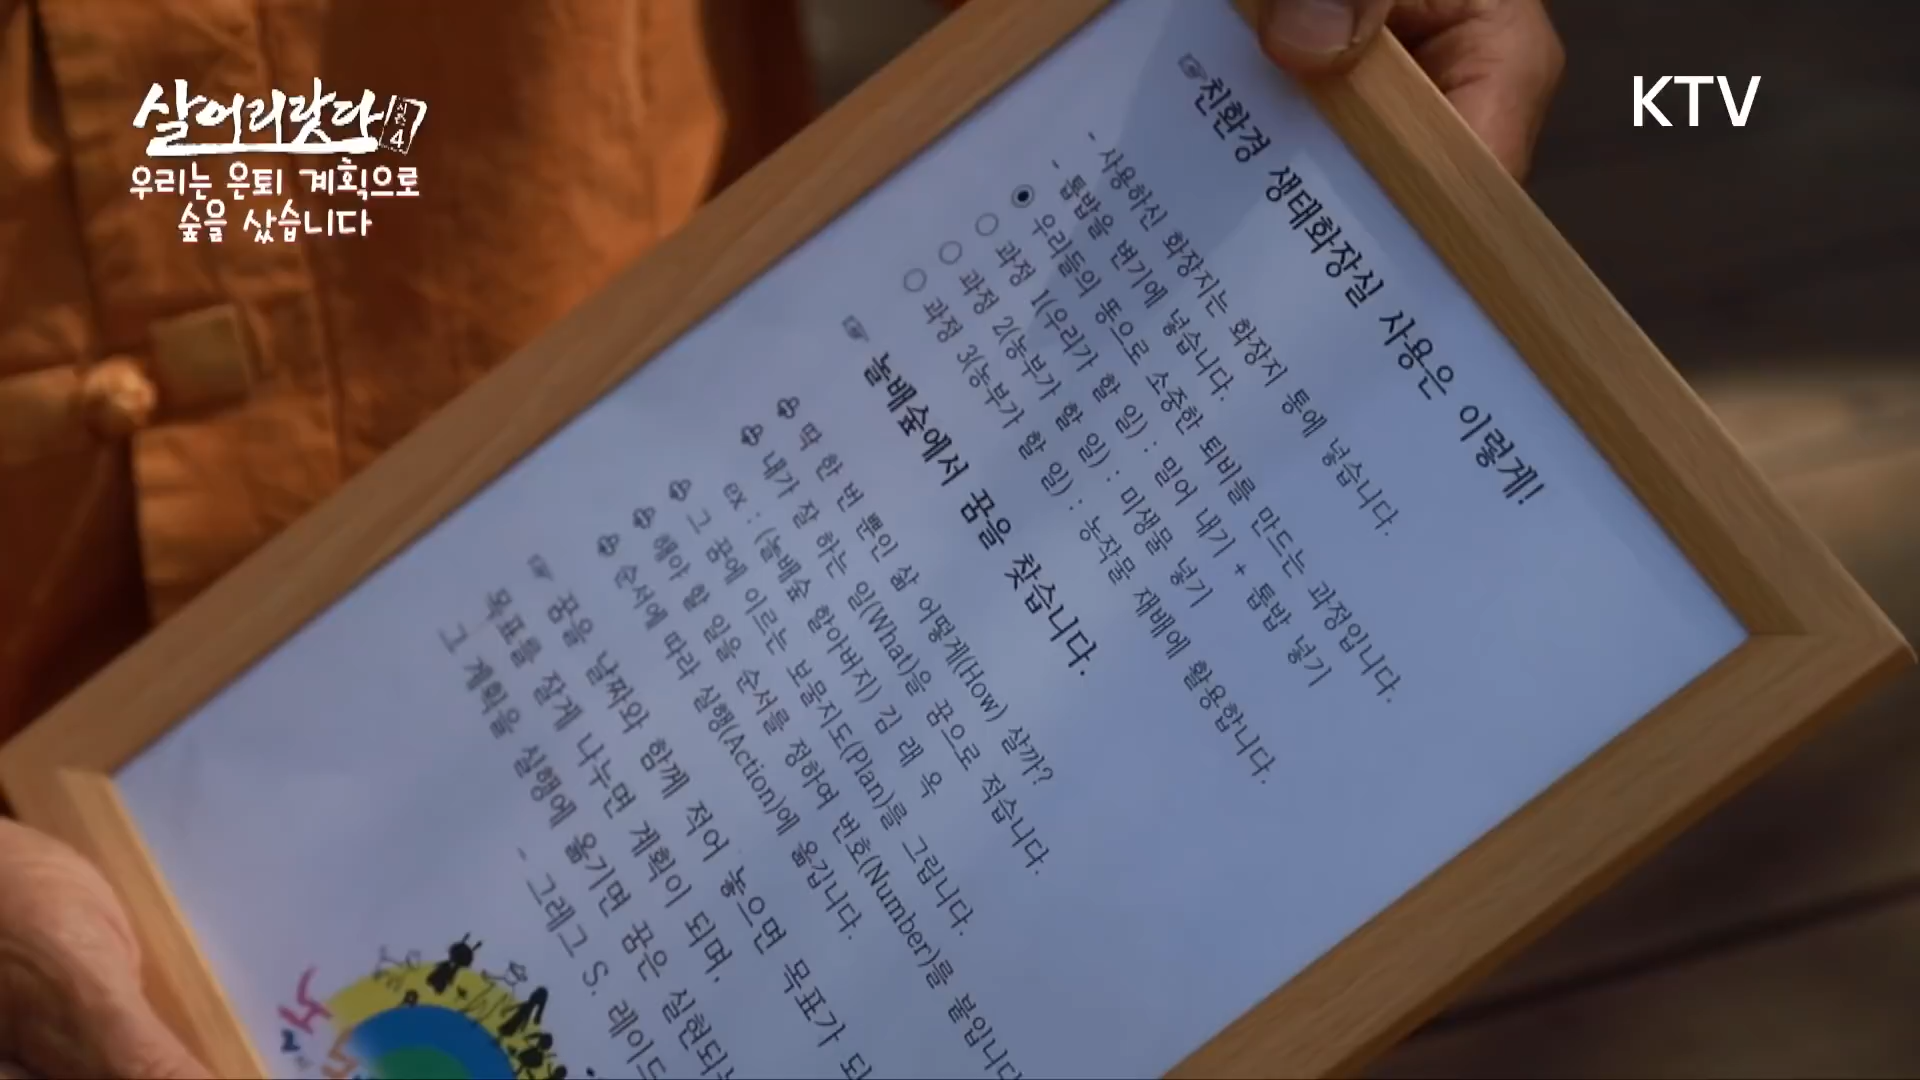 살어리랏다 시즌 4
우리는 은퇴 계획으로
숲을 샀습니다
KTV
☞친환경 생태화장실 사용은 이렇게!
- 사용하신 화장지는 화장지 통에 넣습니다.
- 톱밥을 변기에 넣습니다.
◉ 우리들의 똥으로 소중한 퇴비를 만드는 과정입니다.
○ 과정 1(우리가 할 일) : 밀어 내기 + 톱밥 넣기
○ 과정 2(농부가 할 일) : 미생물 넣기
○ 과정 3(농부가 할 일) : 농작물 재배에 활용합니다.
☞ 놀배숲에서 꿈을 찾습니다.
딱 한 번 뿐인 삶 어떻게(How) 살까?
내가 잘 하는 일(What)을 꿈으로 적습니다.
ex : (놀배숲 할아버지) 김 래 옥
그 꿈에 이르는 보물지도(Plan)를 그립니다.
해야 할 일을 순서를 정하여 번호(Number)를 붙입니다
순서에 따라 실행(Action)에 옮깁니다.
☞ 꿈을 날짜와 함께 적어 놓으면 목표가 되
목표를 잘게 나누면 계획이 되며,
그 계획을 실행에 옮기면 꿈은 실현되는
- 그레그 S. 레이드